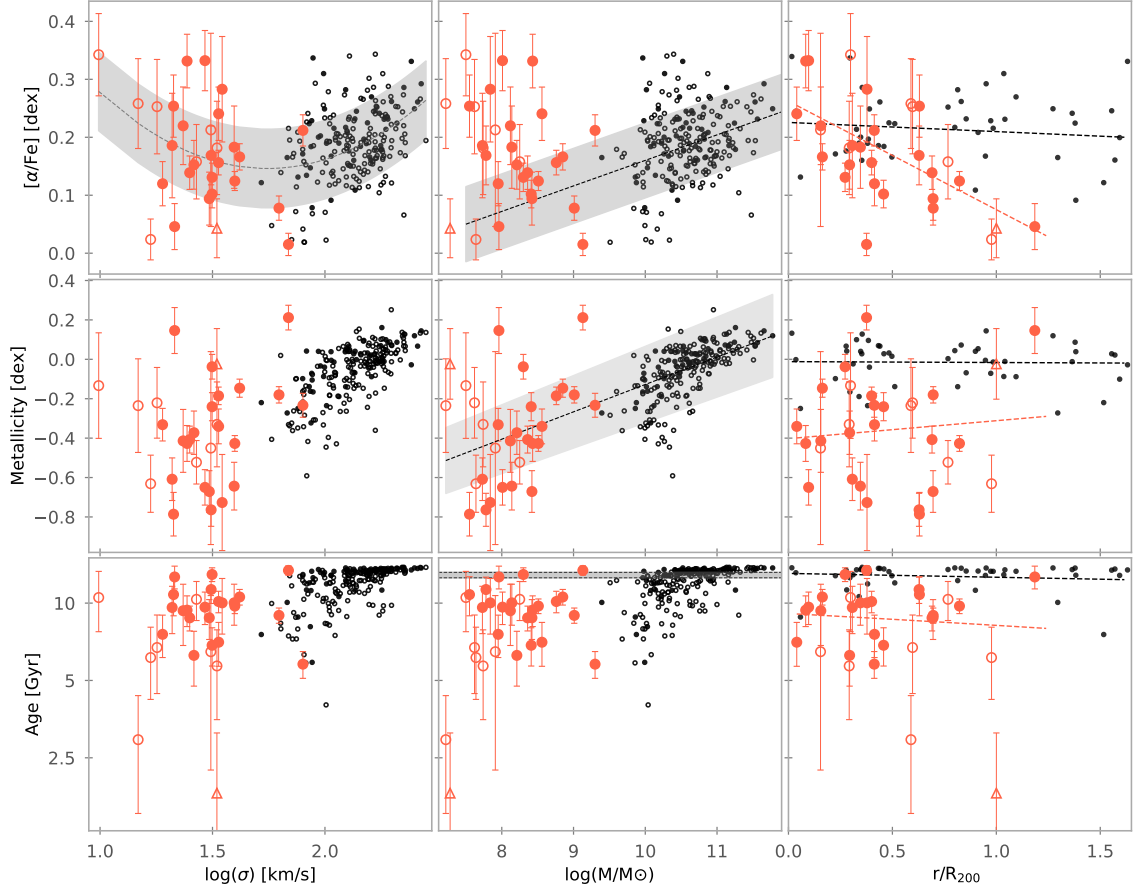 0.4
0.3
0.2
0.1
0.0
[α/Fe] [dex]
0.4
0.2
0.0
−0.2
−0.4
−0.6
−0.8
Metallicity [dex]
10
5
2.5
Age [Gyr]
1.0 1.5 2.0
log(σ) [km/s]
8 9 10 11
log(M/M⊙)
0.0 0.5 1.0 1.5
r/R200